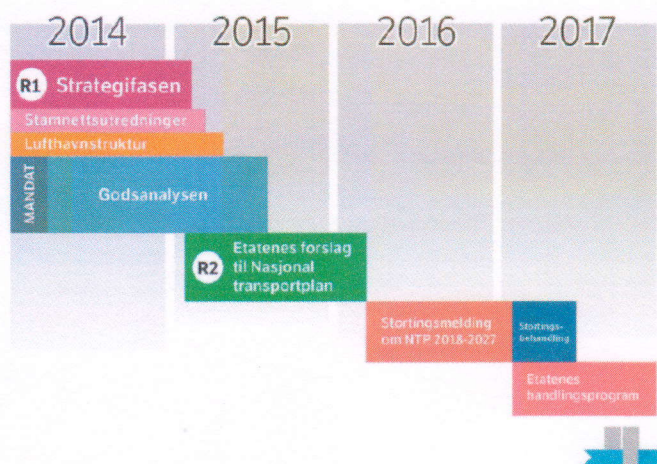 2014 2015 2016 2017
R1 Strategifasen
Stamnettsutredninger
Lufthavnstruktur
MANDAT
Godsanalysen
R2
Etatenes forslag
til Nasjonal
transportplan
Stortingsmelding
om NTP 2018-2027
Stortings-
behandling
Etatenes
handlingsprogram